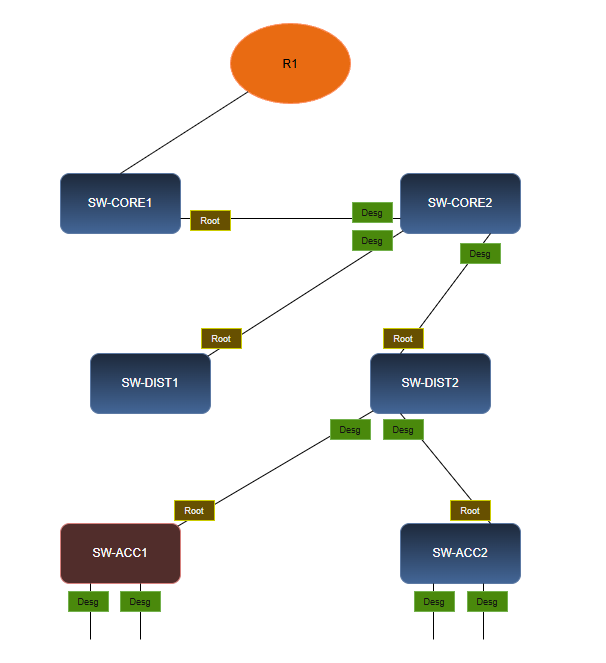 R1
SW-CORE1
SW-CORE2
Root
Desg
Desg
Desg
Root
Root
SW-DIST1
SW-DIST2
Desg
Desg
Root
Root
SW-ACC1
SW-ACC2
Desg
Desg
Desg
Desg